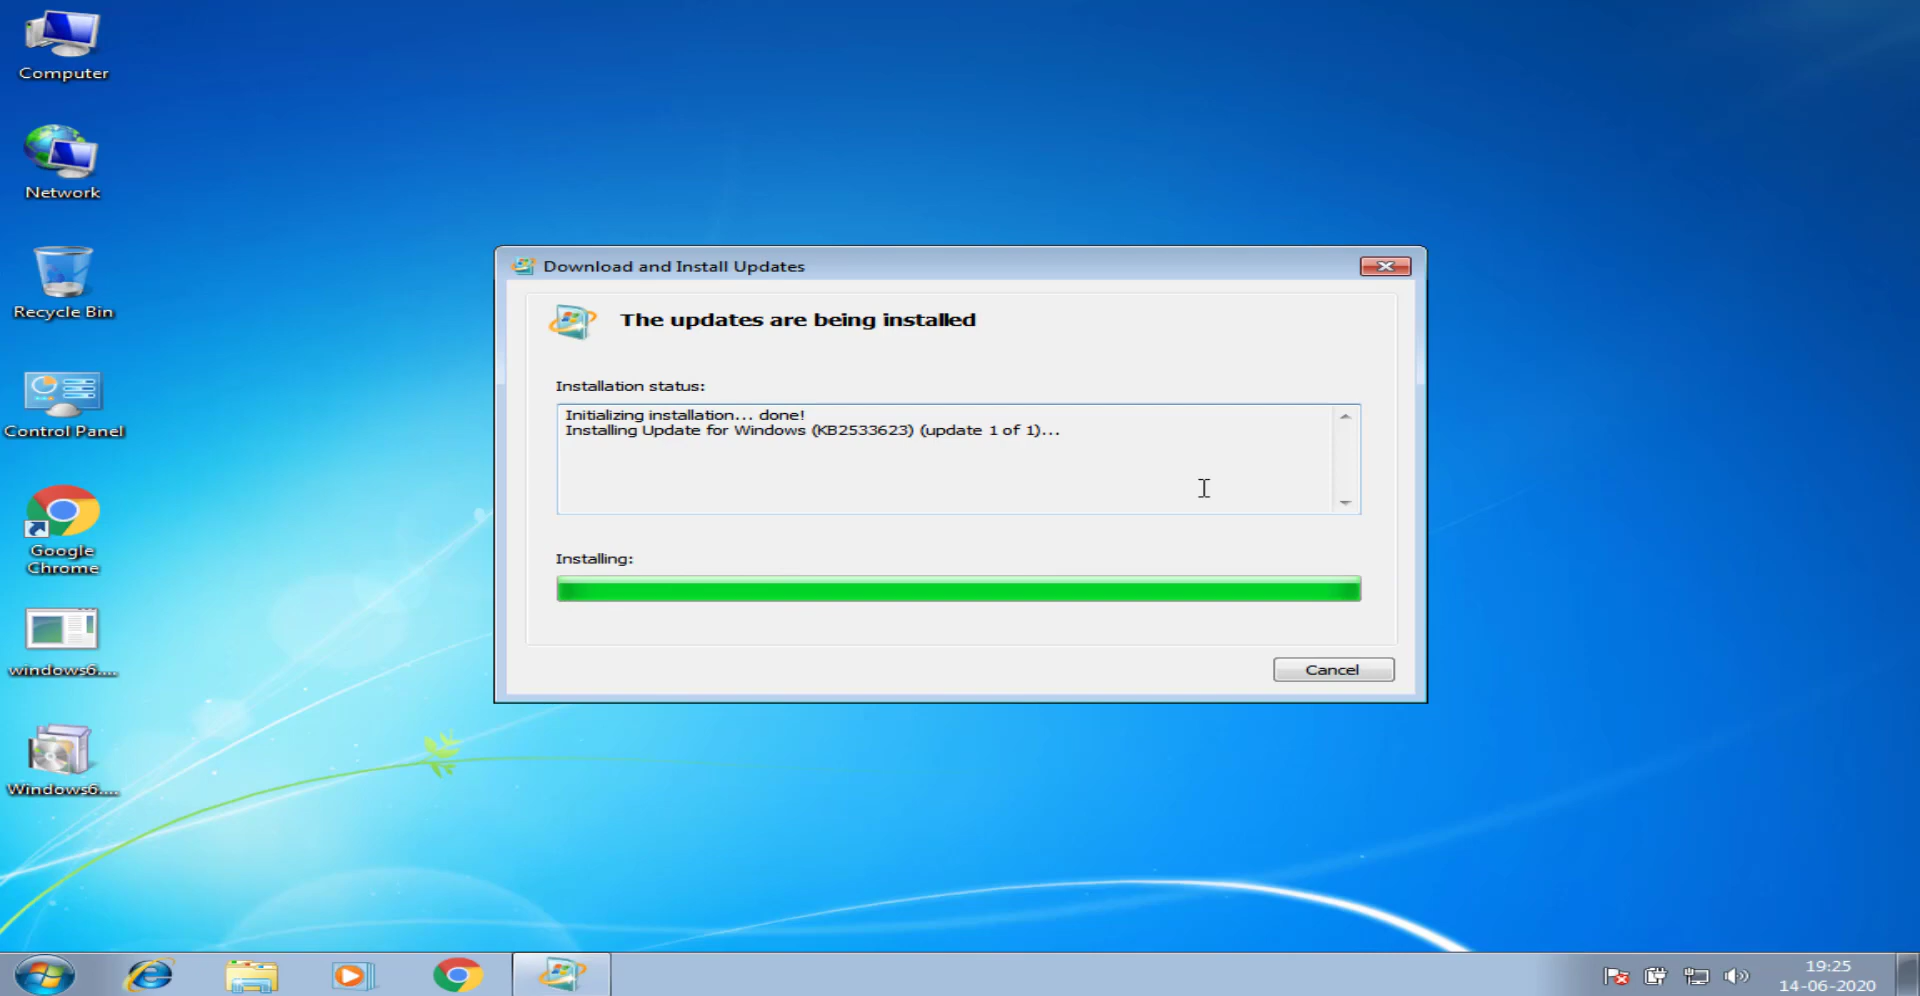 Computer
Network
Recycle Bin
Control Panel
Google
Chrome
windows6....
Windows6....
Download and Install Updates
The updates are being installed
Installation status:
Initializing installation... done!
Installing Update for Windows (KB2533623) (update 1 of 1)...
Installing:
Cancel
19:25
14-06-2020